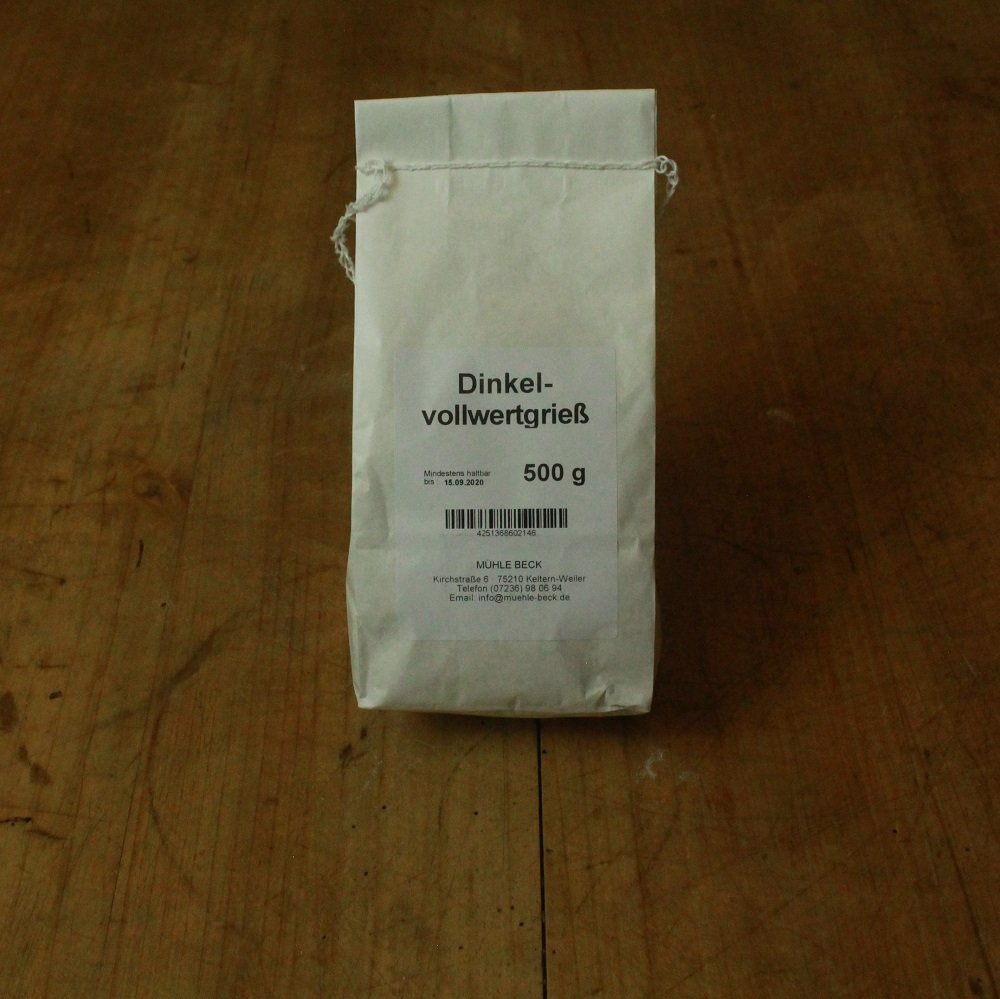 Dinkel-
vollwertgrieß
Mindestens haltbar
bis : 15.09.2020
500 g
4251368602146
MÜHLE BECK
Kirchstraße 6 · 75210 Keltern-Weiler
Telefon (07236) 98 06 94
Email: info@muehle-beck.de